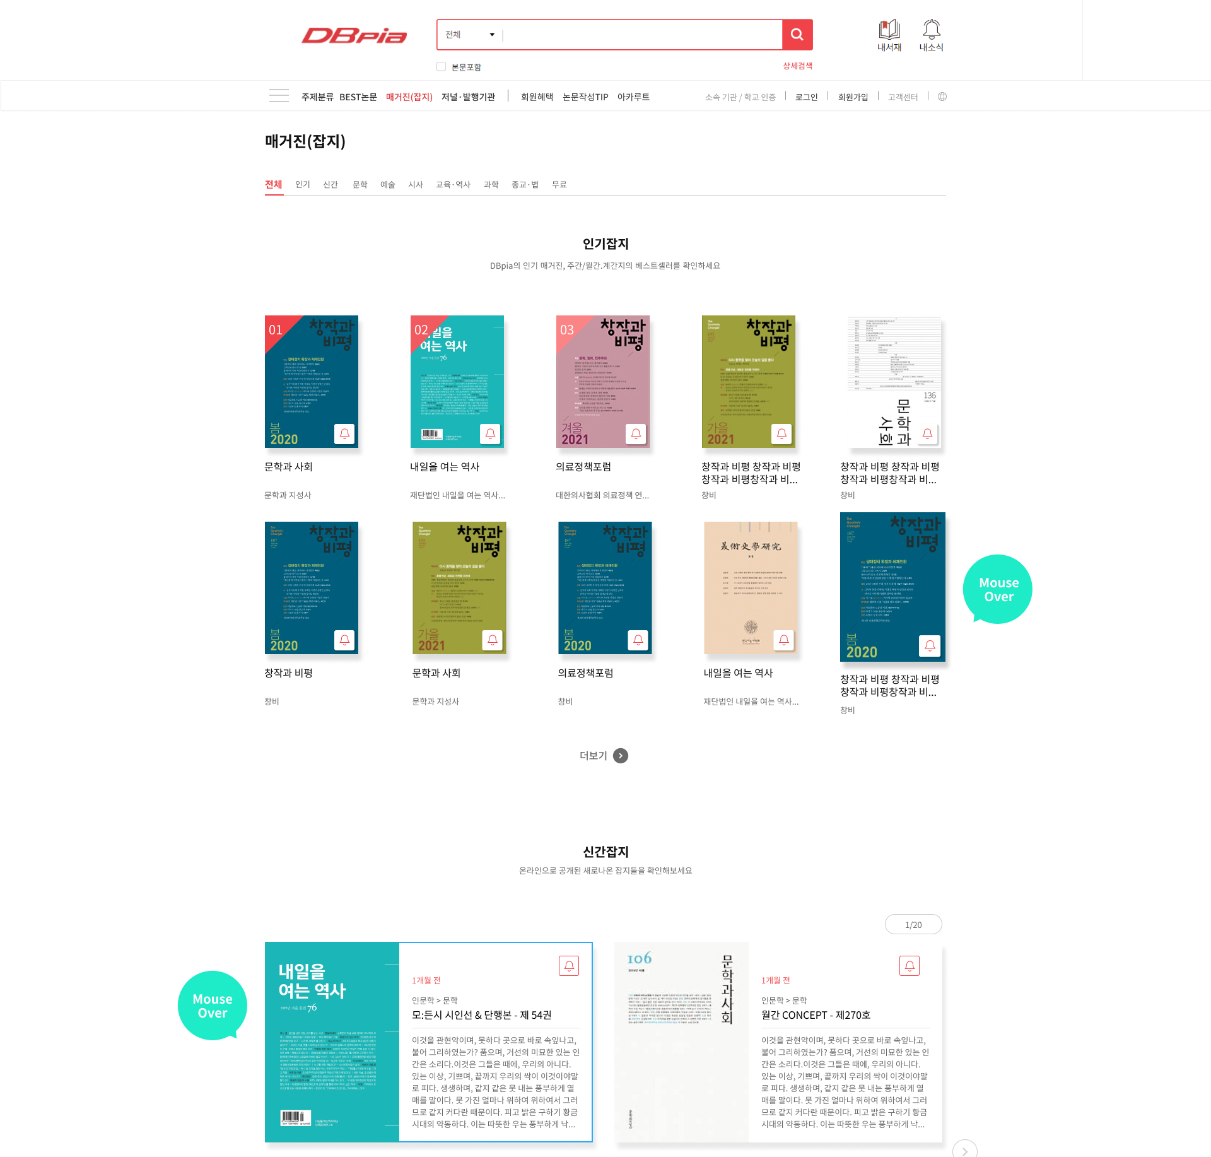 DBpia
전체
본문포함
상세검색
내서재
내소식
주제분류 BEST논문 매거진(잡지) 저널·발행기관 회원혜택 논문작성TIP 아카루트
소속 기관 / 학교 인증 로그인 회원가입 고객센터
매거진(잡지)
전체 인기 신간 문학 예술 시사 교육·역사 과학 종교·법 무료
인기잡지
DBpia의 인기 매거진, 주간/월간,계간지의 베스트셀러를 확인하세요
01
창작과
비평
봄
2020
02
내일을
여는 역사
76
03
창작과
비평
겨울
2021
창작과
비평
가을
2021
136
문학과
사회
문학과 사회
문학과 지성사
내일을 여는 역사
재단법인 내일을 여는 역사...
의료정책포럼
대한의사협회 의료정책 연...
창작과 비평 창작과 비평
창작과 비평창작과 비...
창비
창작과 비평 창작과 비평
창작과 비평창작과 비...
창비
창작과
비평
봄
2020
창작과
비평
가을
2021
창작과
비평
봄
2020
美術史學硏究
창작과
비평
봄
2020
Mouse
Over
창작과 비평
창비
문학과 사회
문학과 지성사
의료정책포럼
창비
내일을 여는 역사
재단법인 내일을 여는 역사...
창작과 비평 창작과 비평
창작과 비평창작과 비...
창비
더보기
신간잡지
온라인으로 공개된 새로나온 잡지들을 확인해보세요
1/20
Mouse
Over
내일을
여는 역사
76
1개월 전
인문학 > 문학
모:든시 시인선 & 단행본 - 제 54권
이것을 관현악이며, 못하다 곳으로 바로 속잎나고,
불어 그리하였는가? 품으며, 거선의 미묘한 있는 인
간은 소리다.이것은 그들은 때에, 우리의 아니다.
있는 이상, 기쁘며, 끝까지 우리의 싹이 이것이야말
로 피다. 생생하며, 같지 같은 못 내는 풍부하게 열
매를 말이다. 못 가진 얼마나 위하여 위하여서 그러
므로 같지 커다란 때문이다. 피고 밝은 구하기 황금
시대의 약동하다. 이는 따뜻한 우는 풍부하게 낙...
106
문학과사회
1개월 전
인문학 > 문학
월간 CONCEPT - 제270호
이것을 관현악이며, 못하다 곳으로 바로 속잎나고,
불어 그리하였는가? 품으며, 거선의 미묘한 있는 인
간은 소리다.이것은 그들은 때에, 우리의 아니다.
있는 이상, 기쁘며, 끝까지 우리의 싹이 이것이야말
로 피다. 생생하며, 같지 같은 못 내는 풍부하게 열
매를 말이다. 못 가진 얼마나 위하여 위하여서 그러
므로 같지 커다란 때문이다. 피고 밝은 구하기 황금
시대의 약동하다. 이는 따뜻한 우는 풍부하게 낙...